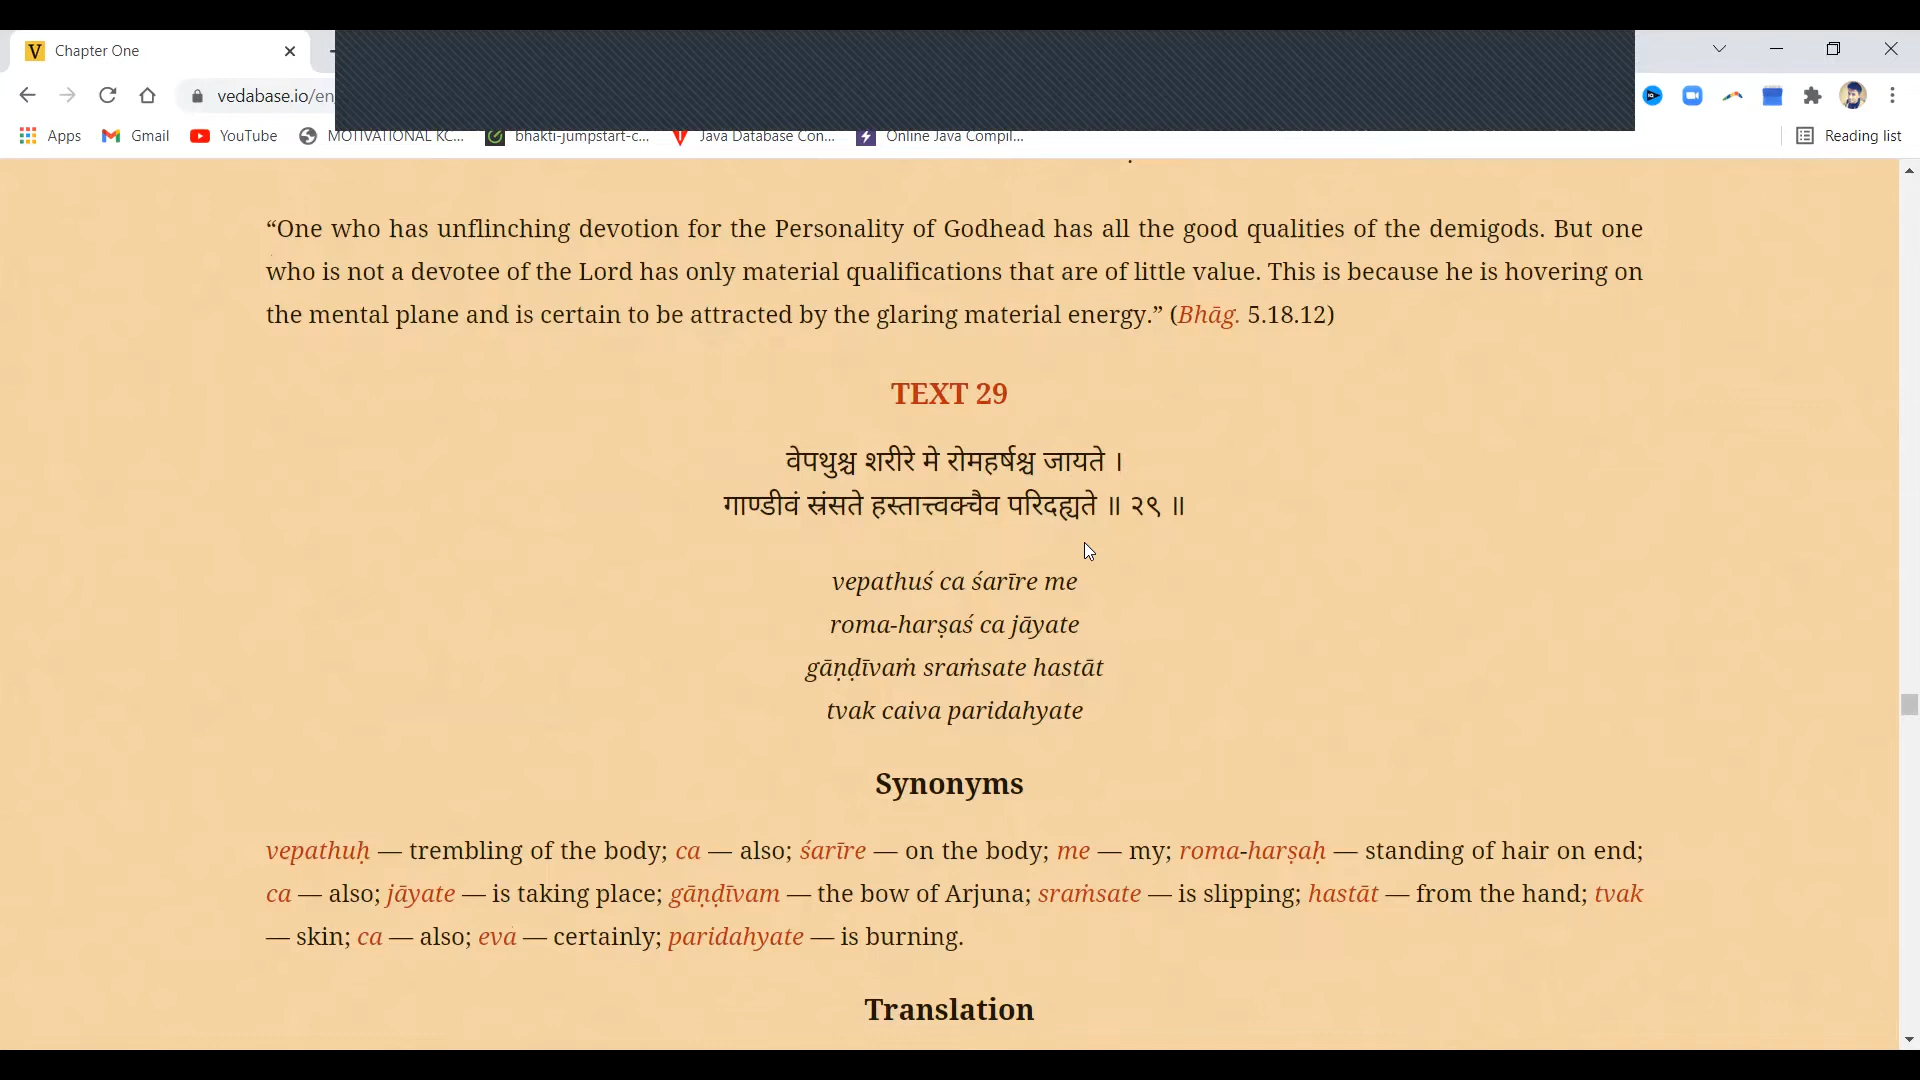 Chapter One
vedabase.io/en
Apps
Gmail
YouTube
MOTIVATIONAL KC...
bhakti-jumpstart-c...
Java Database Con...
Online Java Compil...
Reading list
“One who has unflinching devotion for the Personality of Godhead has all the good qualities of the demigods. But one
who is not a devotee of the Lord has only material qualifications that are of little value. This is because he is hovering on
the mental plane and is certain to be attracted by the glaring material energy.” (Bhāg. 5.18.12)
TEXT 29
वेपथुश्च शरीरे मे रोमहर्षश्च जायते ।
गाण्डीवं स्रंसते हस्तात्त्वक्चैव परिदह्यते ॥ २९ ॥
vepathuś ca śarīre me
roma-harṣaś ca jāyate
gāṇḍīvaṁ sraṁsate hastāt
tvak caiva paridahyate
Synonyms
vepathuḥ — trembling of the body; ca — also; śarīre — on the body; me — my; roma-harṣaḥ — standing of hair on end;
ca — also; jāyate — is taking place; gāṇḍīvam — the bow of Arjuna; sraṁsate — is slipping; hastāt — from the hand; tvak
— skin; ca — also; eva — certainly; paridahyate — is burning.
Translation